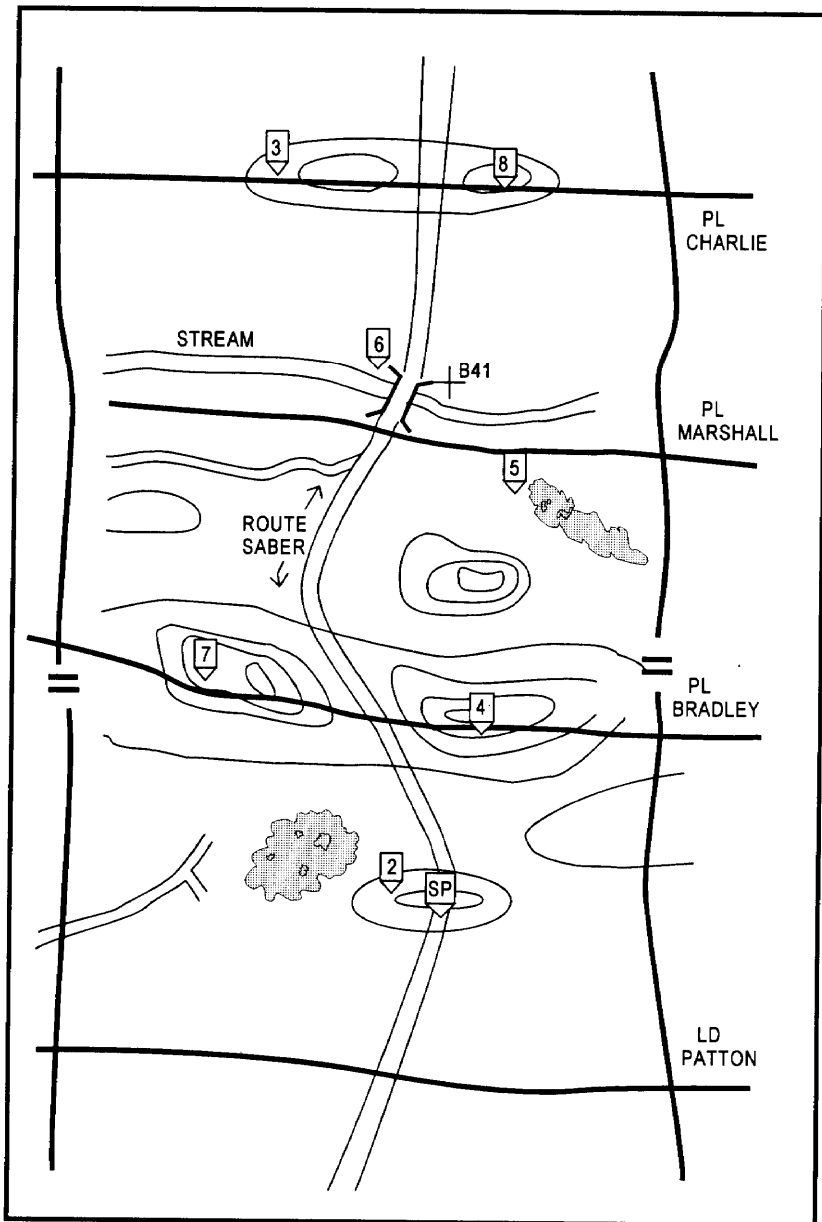 3
8
PL
CHARLIE
STREAM
6
B41
PL
MARSHALL
5
ROUTE
SABER
7
PL
BRADLEY
4
2
SP
LD
PATTON